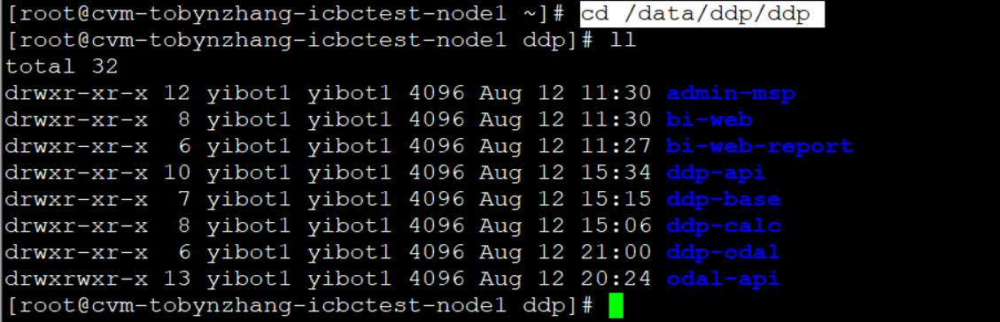 [root@cvm-tobynzhang-icbctest-node1 ~]# cd /data/ddp/ddp
[root@cvm-tobynzhang-icbctest-node1 ddp]# ll
total 32
drwxr-xr-x 12 yibot1 yibot1 4096 Aug 12 11:30 admin-msp
drwxr-xr-x  8 yibot1 yibot1 4096 Aug 12 11:30 bi-web
drwxr-xr-x  6 yibot1 yibot1 4096 Aug 12 11:27 bi-web-report
drwxr-xr-x 10 yibot1 yibot1 4096 Aug 12 15:34 ddp-api
drwxr-xr-x  7 yibot1 yibot1 4096 Aug 12 15:15 ddp-base
drwxr-xr-x  8 yibot1 yibot1 4096 Aug 12 15:06 ddp-calc
drwxr-xr-x  6 yibot1 yibot1 4096 Aug 12 21:00 ddp-odal
drwxrwxr-x 13 yibot1 yibot1 4096 Aug 12 20:24 odal-api
[root@cvm-tobynzhang-icbctest-node1 ddp]#